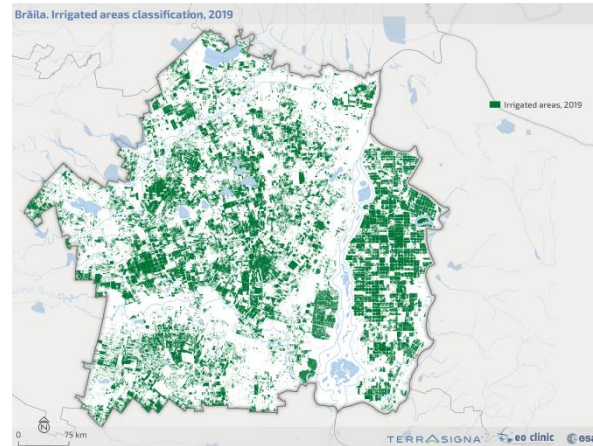 Brăila. Irrigated areas classification, 2019
Irrigated areas, 2019
0 75 km
TERRASIGNA eo clinic esa